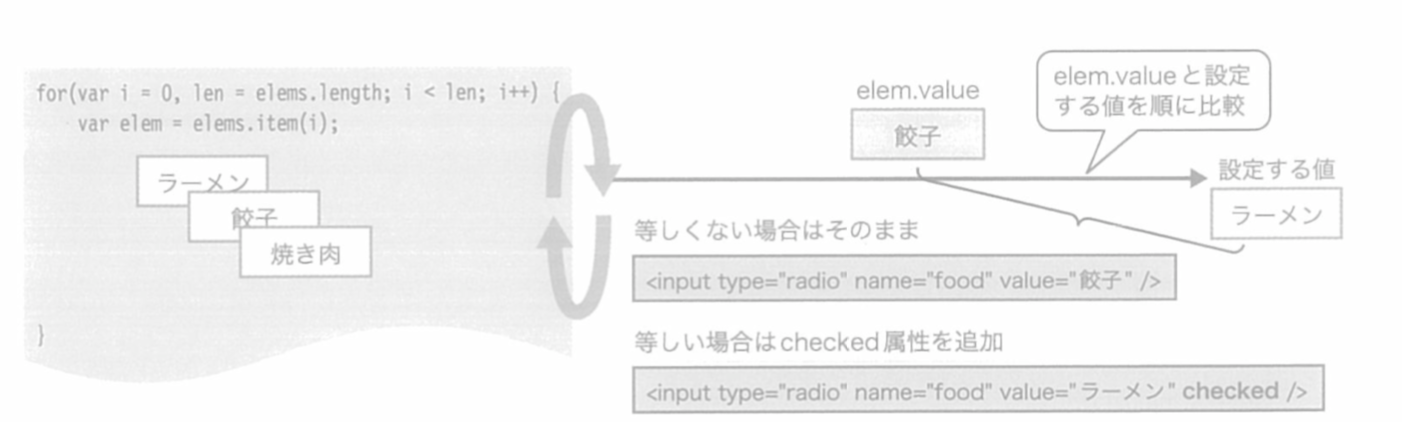 for(var i = 0, len = elems.length; i < len; i++) {
var elem = elems.item(i);
ラーメン
餃子
焼き肉
}
elem.value
餃子
elem.valueと設定
する値を順に比較
設定する値
ラーメン
等しくない場合はそのまま
<input type="radio" name="food" value="餃子" />
等しい場合はchecked属性を追加
<input type="radio" name="food" value="ラーメン" checked />